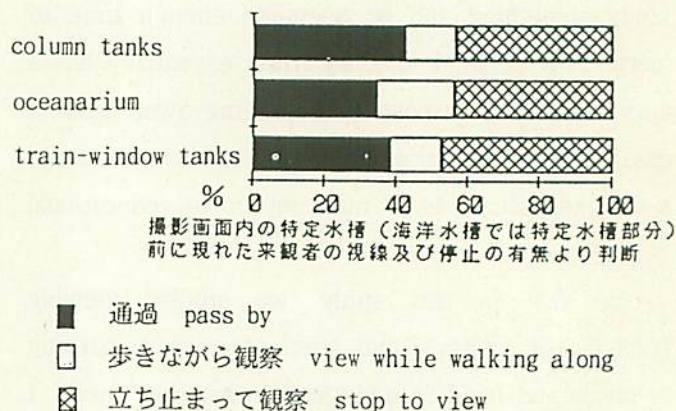 column tanks
oceanarium
train-window tanks
% 0 20 40 60 80 100
撮影画面内の特定水槽（海洋水槽では特定水槽部分）
前に現れた来観者の視線及び停止の有無より判断
通過 pass by
歩きながら観察 view while walking along
立ち止まって観察 stop to view